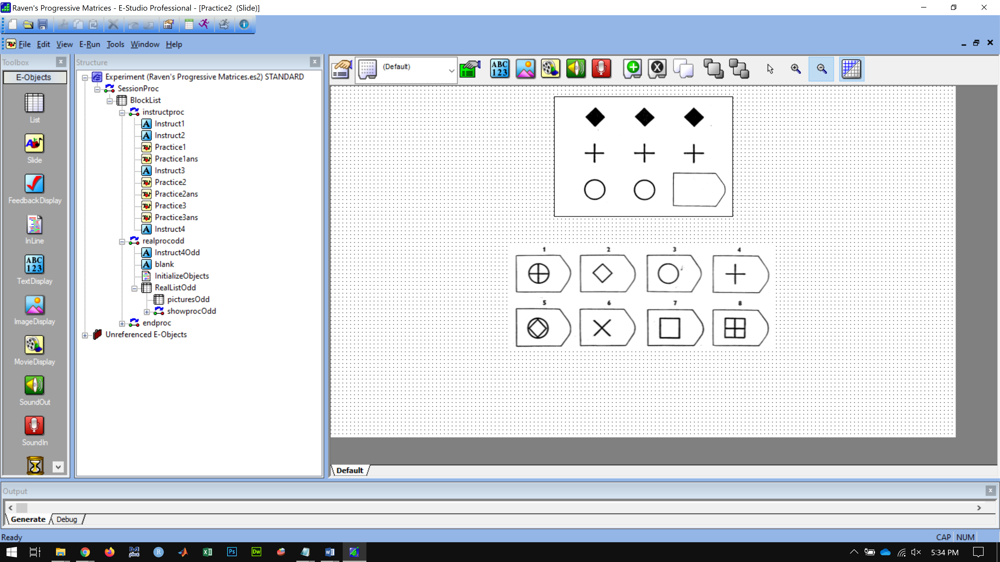 Raven's Progressive Matrices - E-Studio Professional - [Practice2 (Slide)]
File Edit View E-Run Tools Window Help
Toolbox
E-Objects
List
Slide
FeedbackDisplay
InLine
ABC
123
TextDisplay
ImageDisplay
MovieDisplay
SoundOut
SoundIn
Structure
Experiment (Raven's Progressive Matrices.es2) STANDARD
SessionProc
BlockList
instructproc
A Instruct1
A Instruct2
Practice1
Practice1ans
A Instruct3
Practice2
Practice2ans
Practice3
Practice3ans
A Instruct4
realprocodd
A Instruct4Odd
A blank
InitializeObjects
RealListOdd
picturesOdd
showprocOdd
endproc
Unreferenced E-Objects
(Default)
ABC
123
1 2 3 4
5 6 7 8
Default
Output
Generate Debug
Ready
CAP NUM
R X Ps Dw W
5:34 PM